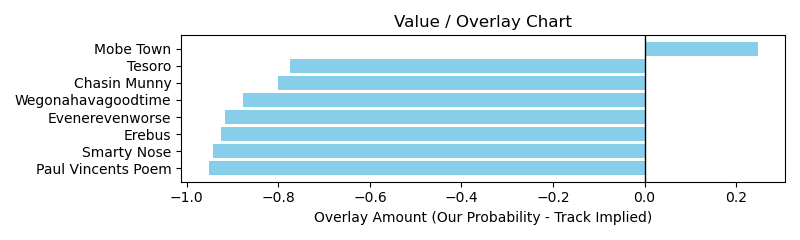 Value / Overlay Chart
Mobe Town
Tesoro
Chasin Munny
Wegonahavagoodtime
Evenerevenworse
Erebus
Smarty Nose
Paul Vincents Poem
−1.0 −0.8 −0.6 −0.4 −0.2 0.0 0.2
Overlay Amount (Our Probability - Track Implied)